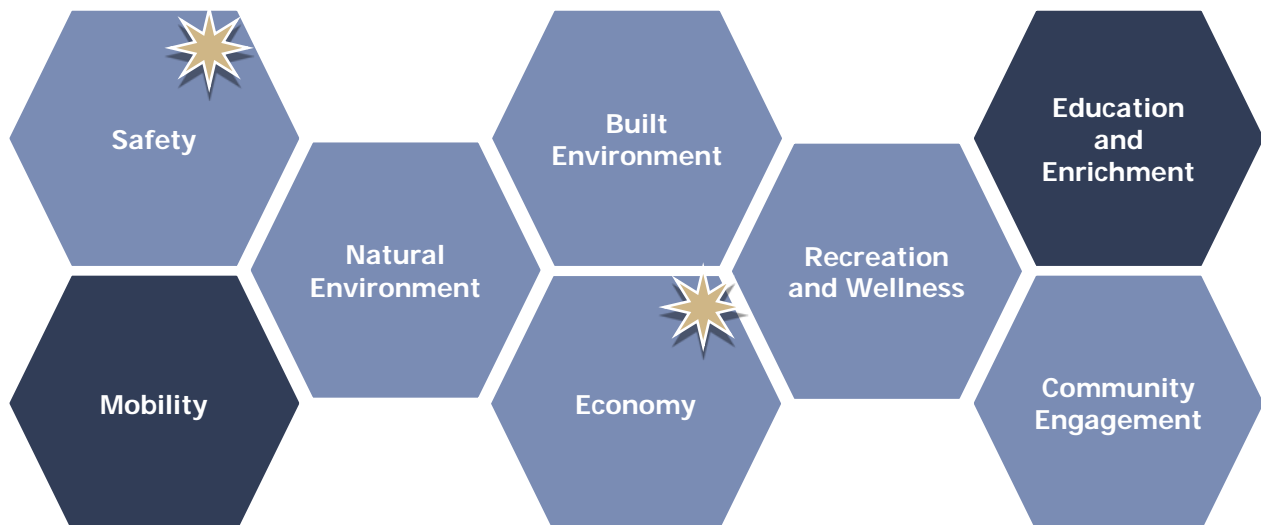 Safety
Built
Environment
Education
and
Enrichment
Natural
Environment
Recreation
and Wellness
Mobility
Economy
Community
Engagement